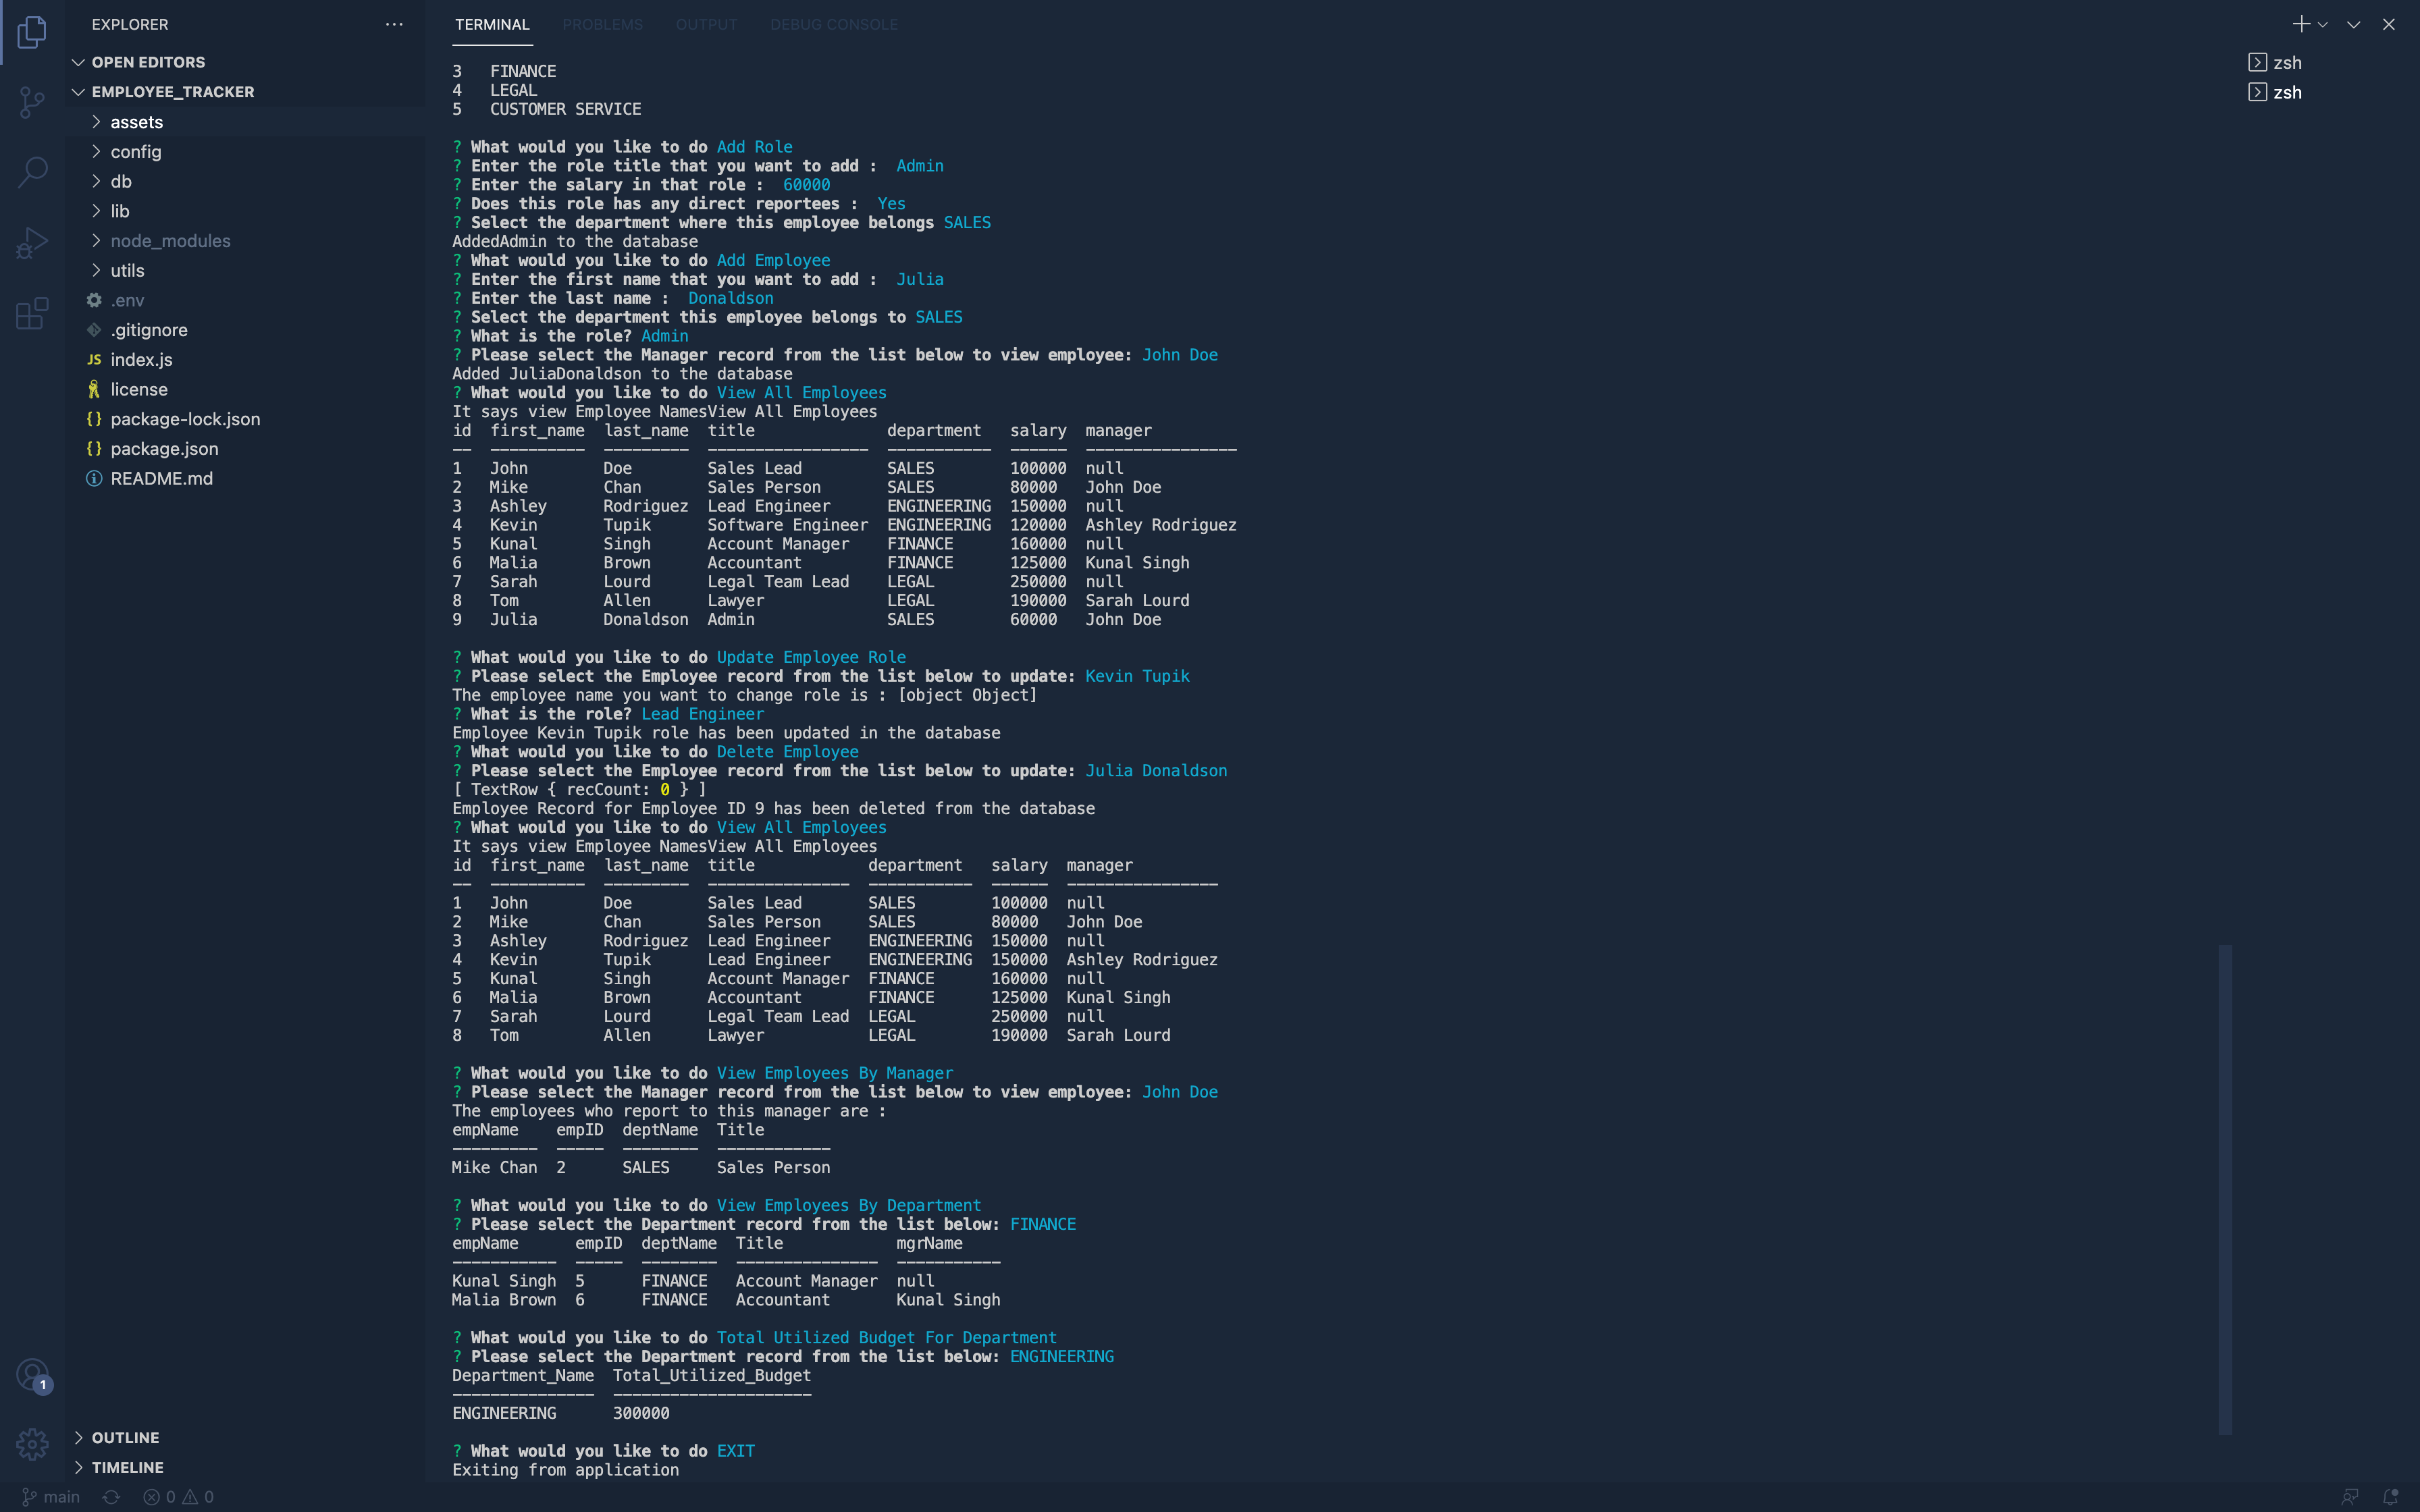 EXPLORER
OPEN EDITORS
EMPLOYEE_TRACKER
assets
config
db
lib
node_modules
utils
.env
.gitignore
JS index.js
license
{} package-lock.json
{} package.json
README.md
OUTLINE
TIMELINE
1
TERMINAL PROBLEMS OUTPUT DEBUG CONSOLE
zsh
zsh
3   FINANCE
4   LEGAL
5   CUSTOMER SERVICE
? What would you like to do Add Role
? Enter the role title that you want to add :  Admin
? Enter the salary in that role :  60000
? Does this role has any direct reportees :  Yes
? Select the department where this employee belongs SALES
AddedAdmin to the database
? What would you like to do Add Employee
? Enter the first name that you want to add :  Julia
? Enter the last name :  Donaldson
? Select the department this employee belongs to SALES
? What is the role? Admin
? Please select the Manager record from the list below to view employee: John Doe
Added JuliaDonaldson to the database
? What would you like to do View All Employees
It says view Employee NamesView All Employees
id  first_name  last_name  title              department   salary  manager
--  ----------  ---------  -----------------  -----------  ------  ----------------
1   John        Doe        Sales Lead         SALES        100000  null
2   Mike        Chan       Sales Person       SALES        80000   John Doe
3   Ashley      Rodriguez  Lead Engineer      ENGINEERING  150000  null
4   Kevin       Tupik      Software Engineer  ENGINEERING  120000  Ashley Rodriguez
5   Kunal       Singh      Account Manager    FINANCE      160000  null
6   Malia       Brown      Accountant         FINANCE      125000  Kunal Singh
7   Sarah       Lourd      Legal Team Lead    LEGAL        250000  null
8   Tom         Allen      Lawyer             LEGAL        190000  Sarah Lourd
9   Julia       Donaldson  Admin              SALES        60000   John Doe
? What would you like to do Update Employee Role
? Please select the Employee record from the list below to update: Kevin Tupik
The employee name you want to change role is : [object Object]
? What is the role? Lead Engineer
Employee Kevin Tupik role has been updated in the database
? What would you like to do Delete Employee
? Please select the Employee record from the list below to update: Julia Donaldson
[ TextRow { recCount: 0 } ]
Employee Record for Employee ID 9 has been deleted from the database
? What would you like to do View All Employees
It says view Employee NamesView All Employees
id  first_name  last_name  title            department   salary  manager
--  ----------  ---------  ---------------  -----------  ------  ----------------
1   John        Doe        Sales Lead       SALES        100000  null
2   Mike        Chan       Sales Person     SALES        80000   John Doe
3   Ashley      Rodriguez  Lead Engineer    ENGINEERING  150000  null
4   Kevin       Tupik      Lead Engineer    ENGINEERING  150000  Ashley Rodriguez
5   Kunal       Singh      Account Manager  FINANCE      160000  null
6   Malia       Brown      Accountant       FINANCE      125000  Kunal Singh
7   Sarah       Lourd      Legal Team Lead  LEGAL        250000  null
8   Tom         Allen      Lawyer           LEGAL        190000  Sarah Lourd
? What would you like to do View Employees By Manager
? Please select the Manager record from the list below to view employee: John Doe
The employees who report to this manager are :
empName    empID  deptName  Title
---------  -----  --------  ------------
Mike Chan  2      SALES     Sales Person
? What would you like to do View Employees By Department
? Please select the Department record from the list below: FINANCE
empName      empID  deptName  Title            mgrName
-----------  -----  --------  ---------------  -----------
Kunal Singh  5      FINANCE   Account Manager  null
Malia Brown  6      FINANCE   Accountant       Kunal Singh
? What would you like to do Total Utilized Budget For Department
? Please select the Department record from the list below: ENGINEERING
Department_Name  Total_Utilized_Budget
---------------  ---------------------
ENGINEERING      300000
? What would you like to do EXIT
Exiting from application
main 0 0